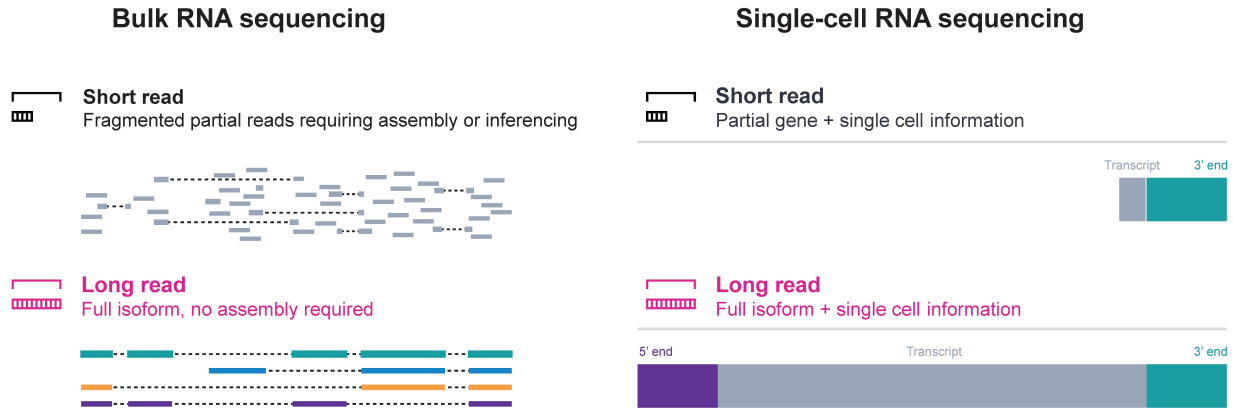 Bulk RNA sequencing
Short read
Fragmented partial reads requiring assembly or inferencing
Long read
Full isoform, no assembly required
Single-cell RNA sequencing
Short read
Partial gene + single cell information
Transcript
3' end
Long read
Full isoform + single cell information
5' end
Transcript
3' end